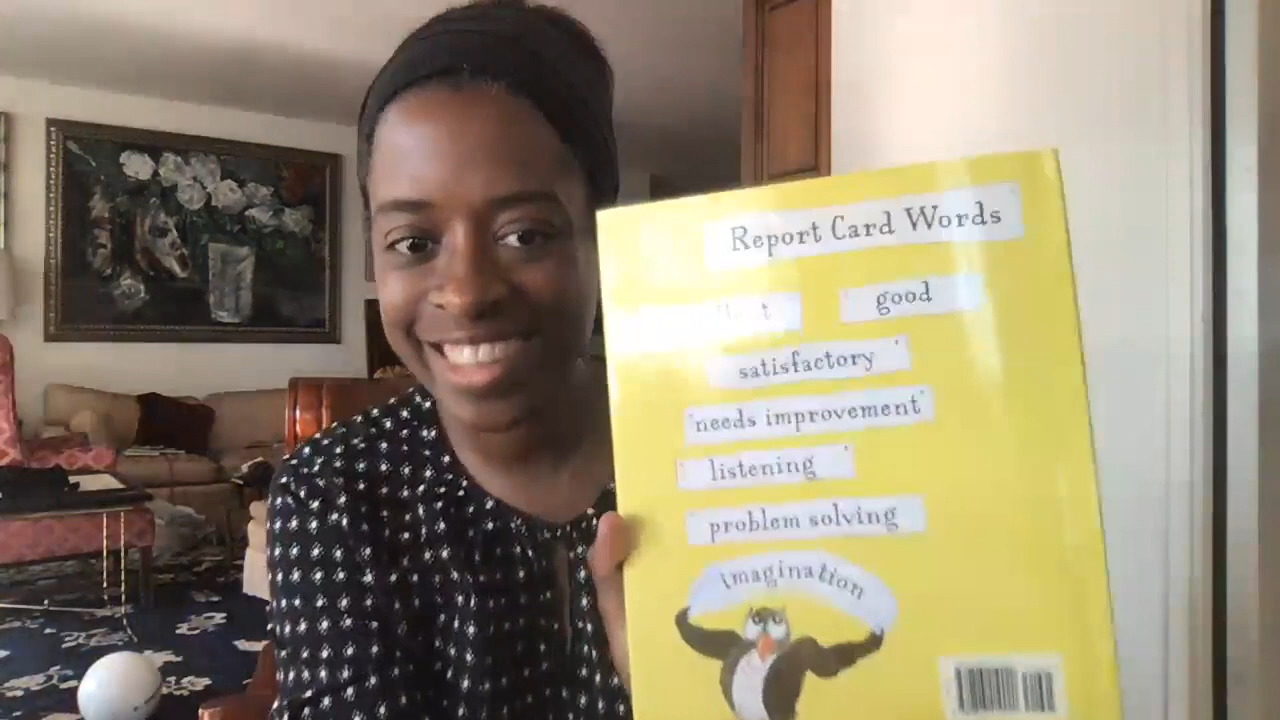 Report Card Words
good
satisfactory
needs improvement
listening
problem solving
imagination